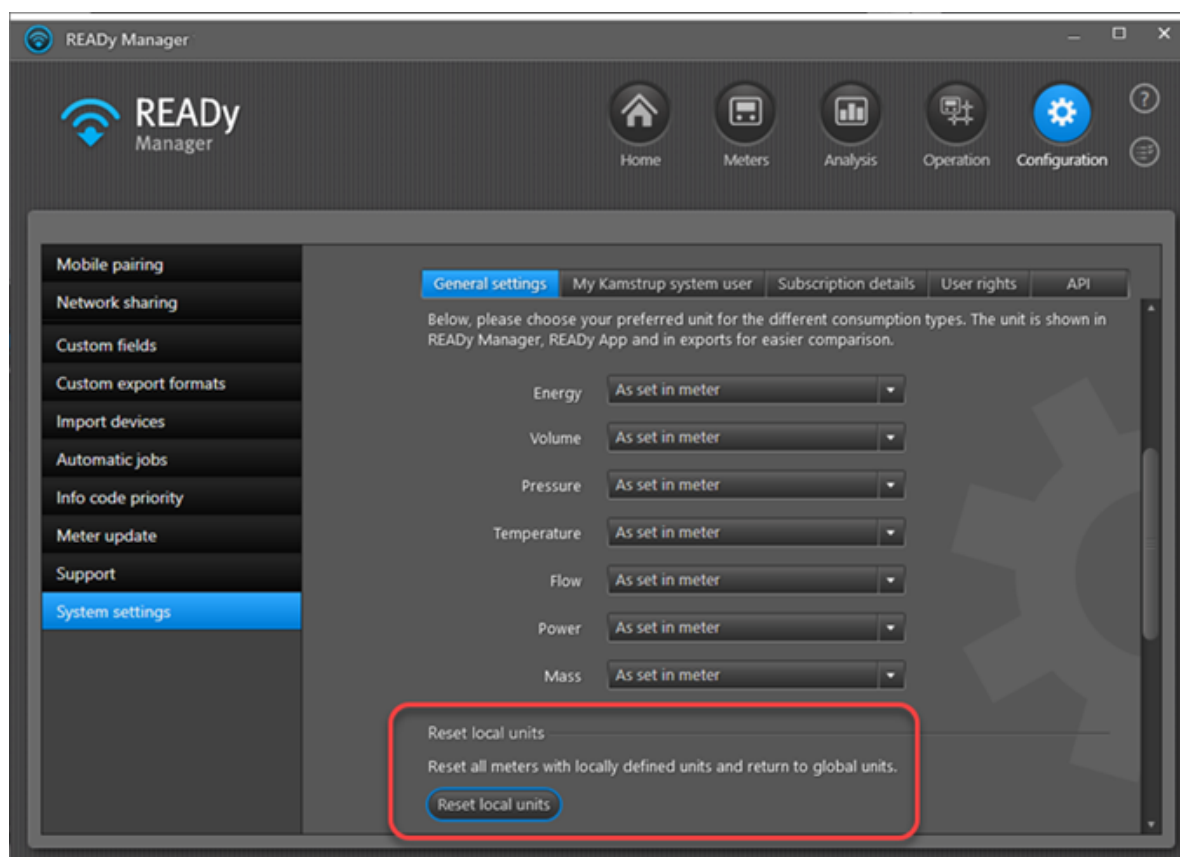 READy Manager
READy
Manager
Home
Meters
Analysis
Operation
Configuration
?
Mobile pairing
Network sharing
Custom fields
Custom export formats
Import devices
Automatic jobs
Info code priority
Meter update
Support
System settings
General settings
My Kamstrup system user
Subscription details
User rights
API
Below, please choose your preferred unit for the different consumption types. The unit is shown in
READy Manager, READy App and in exports for easier comparison.
Energy As set in meter
Volume As set in meter
Pressure As set in meter
Temperature As set in meter
Flow As set in meter
Power As set in meter
Mass As set in meter
Reset local units
Reset all meters with locally defined units and return to global units.
Reset local units